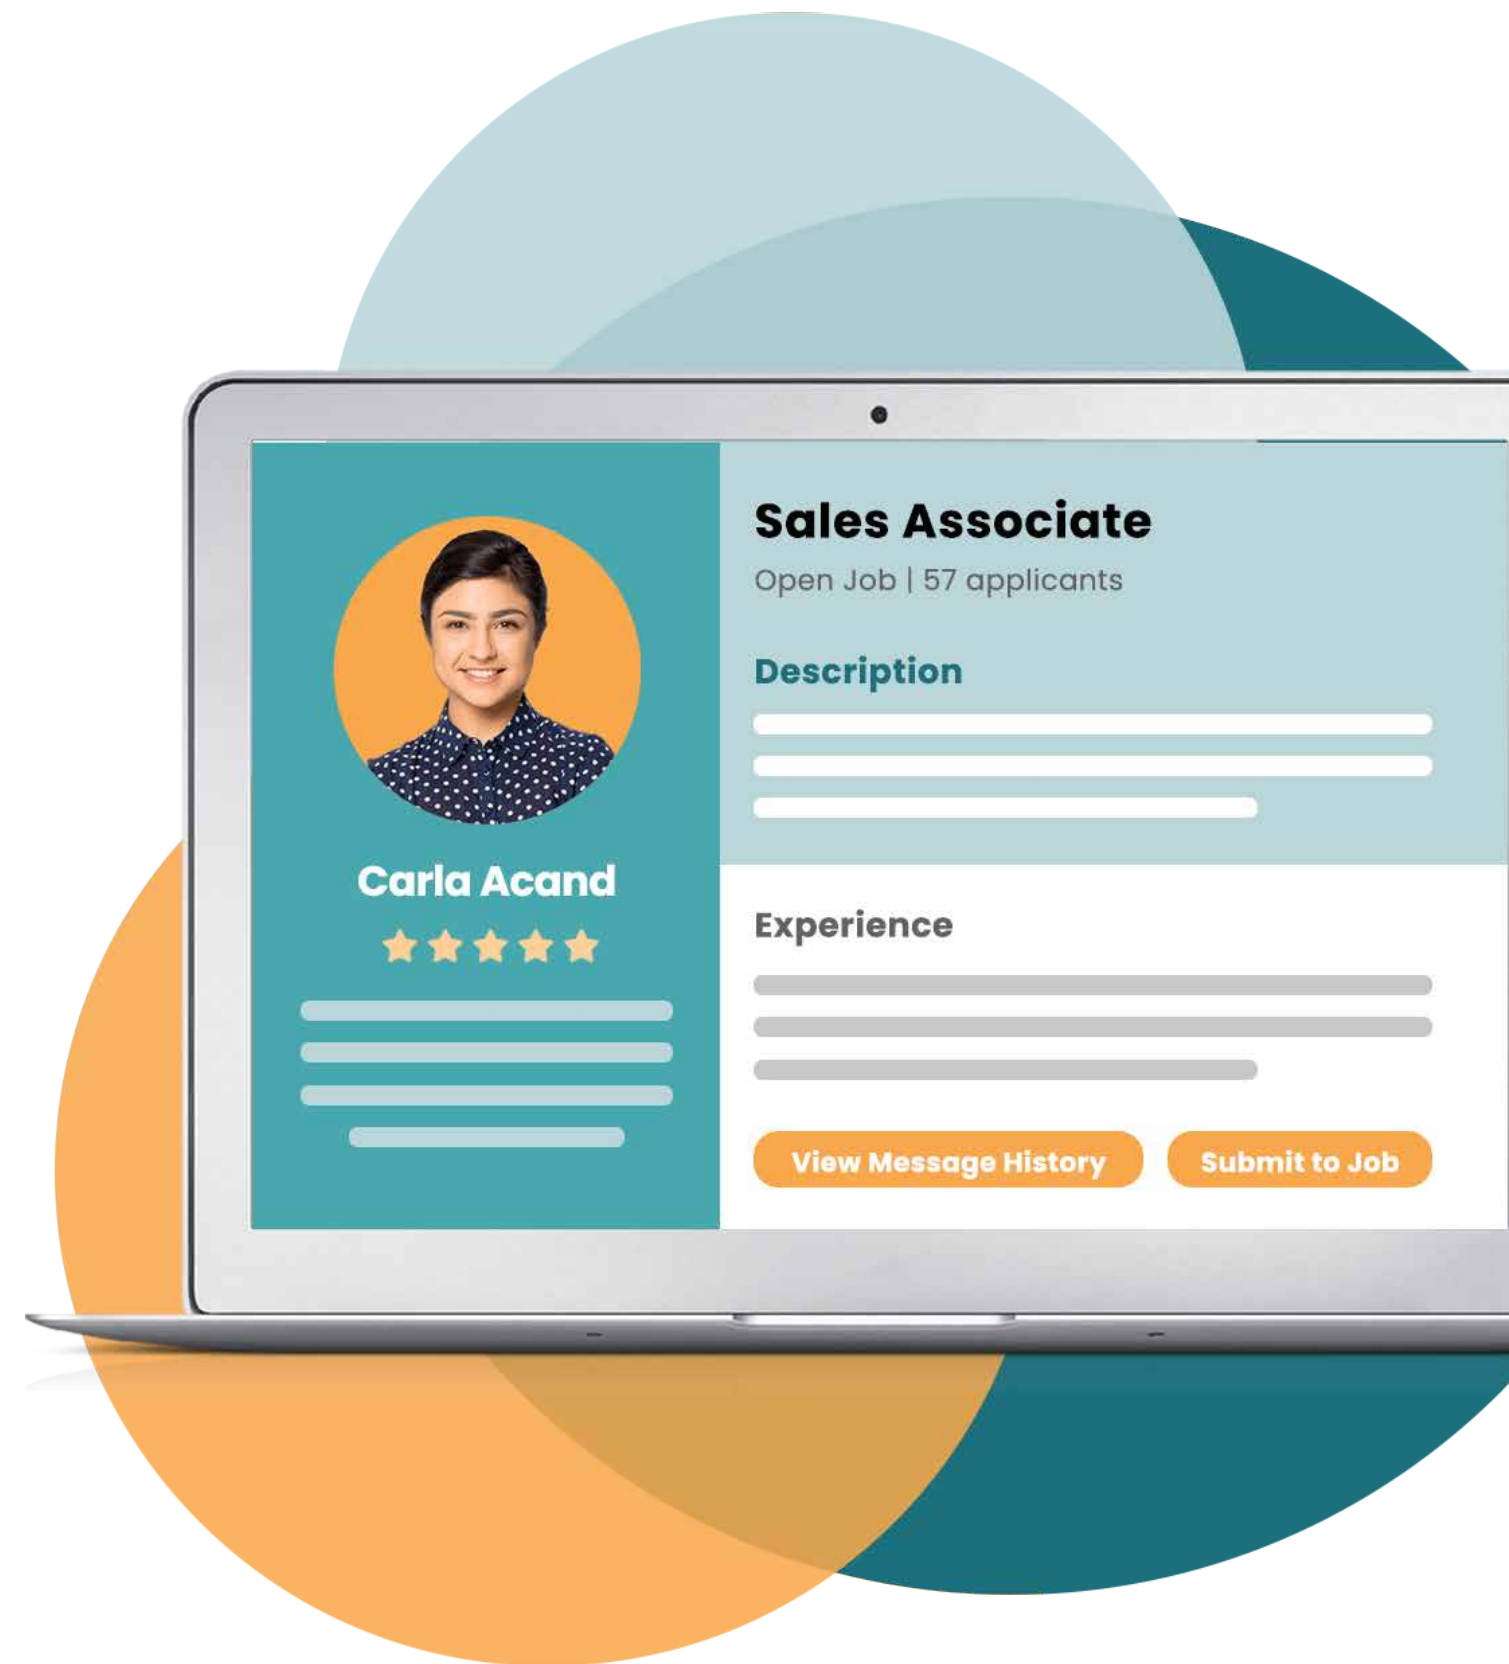 Carla Acand
Sales Associate
Open Job | 57 applicants
Description
Experience
View Message History
Submit to Job